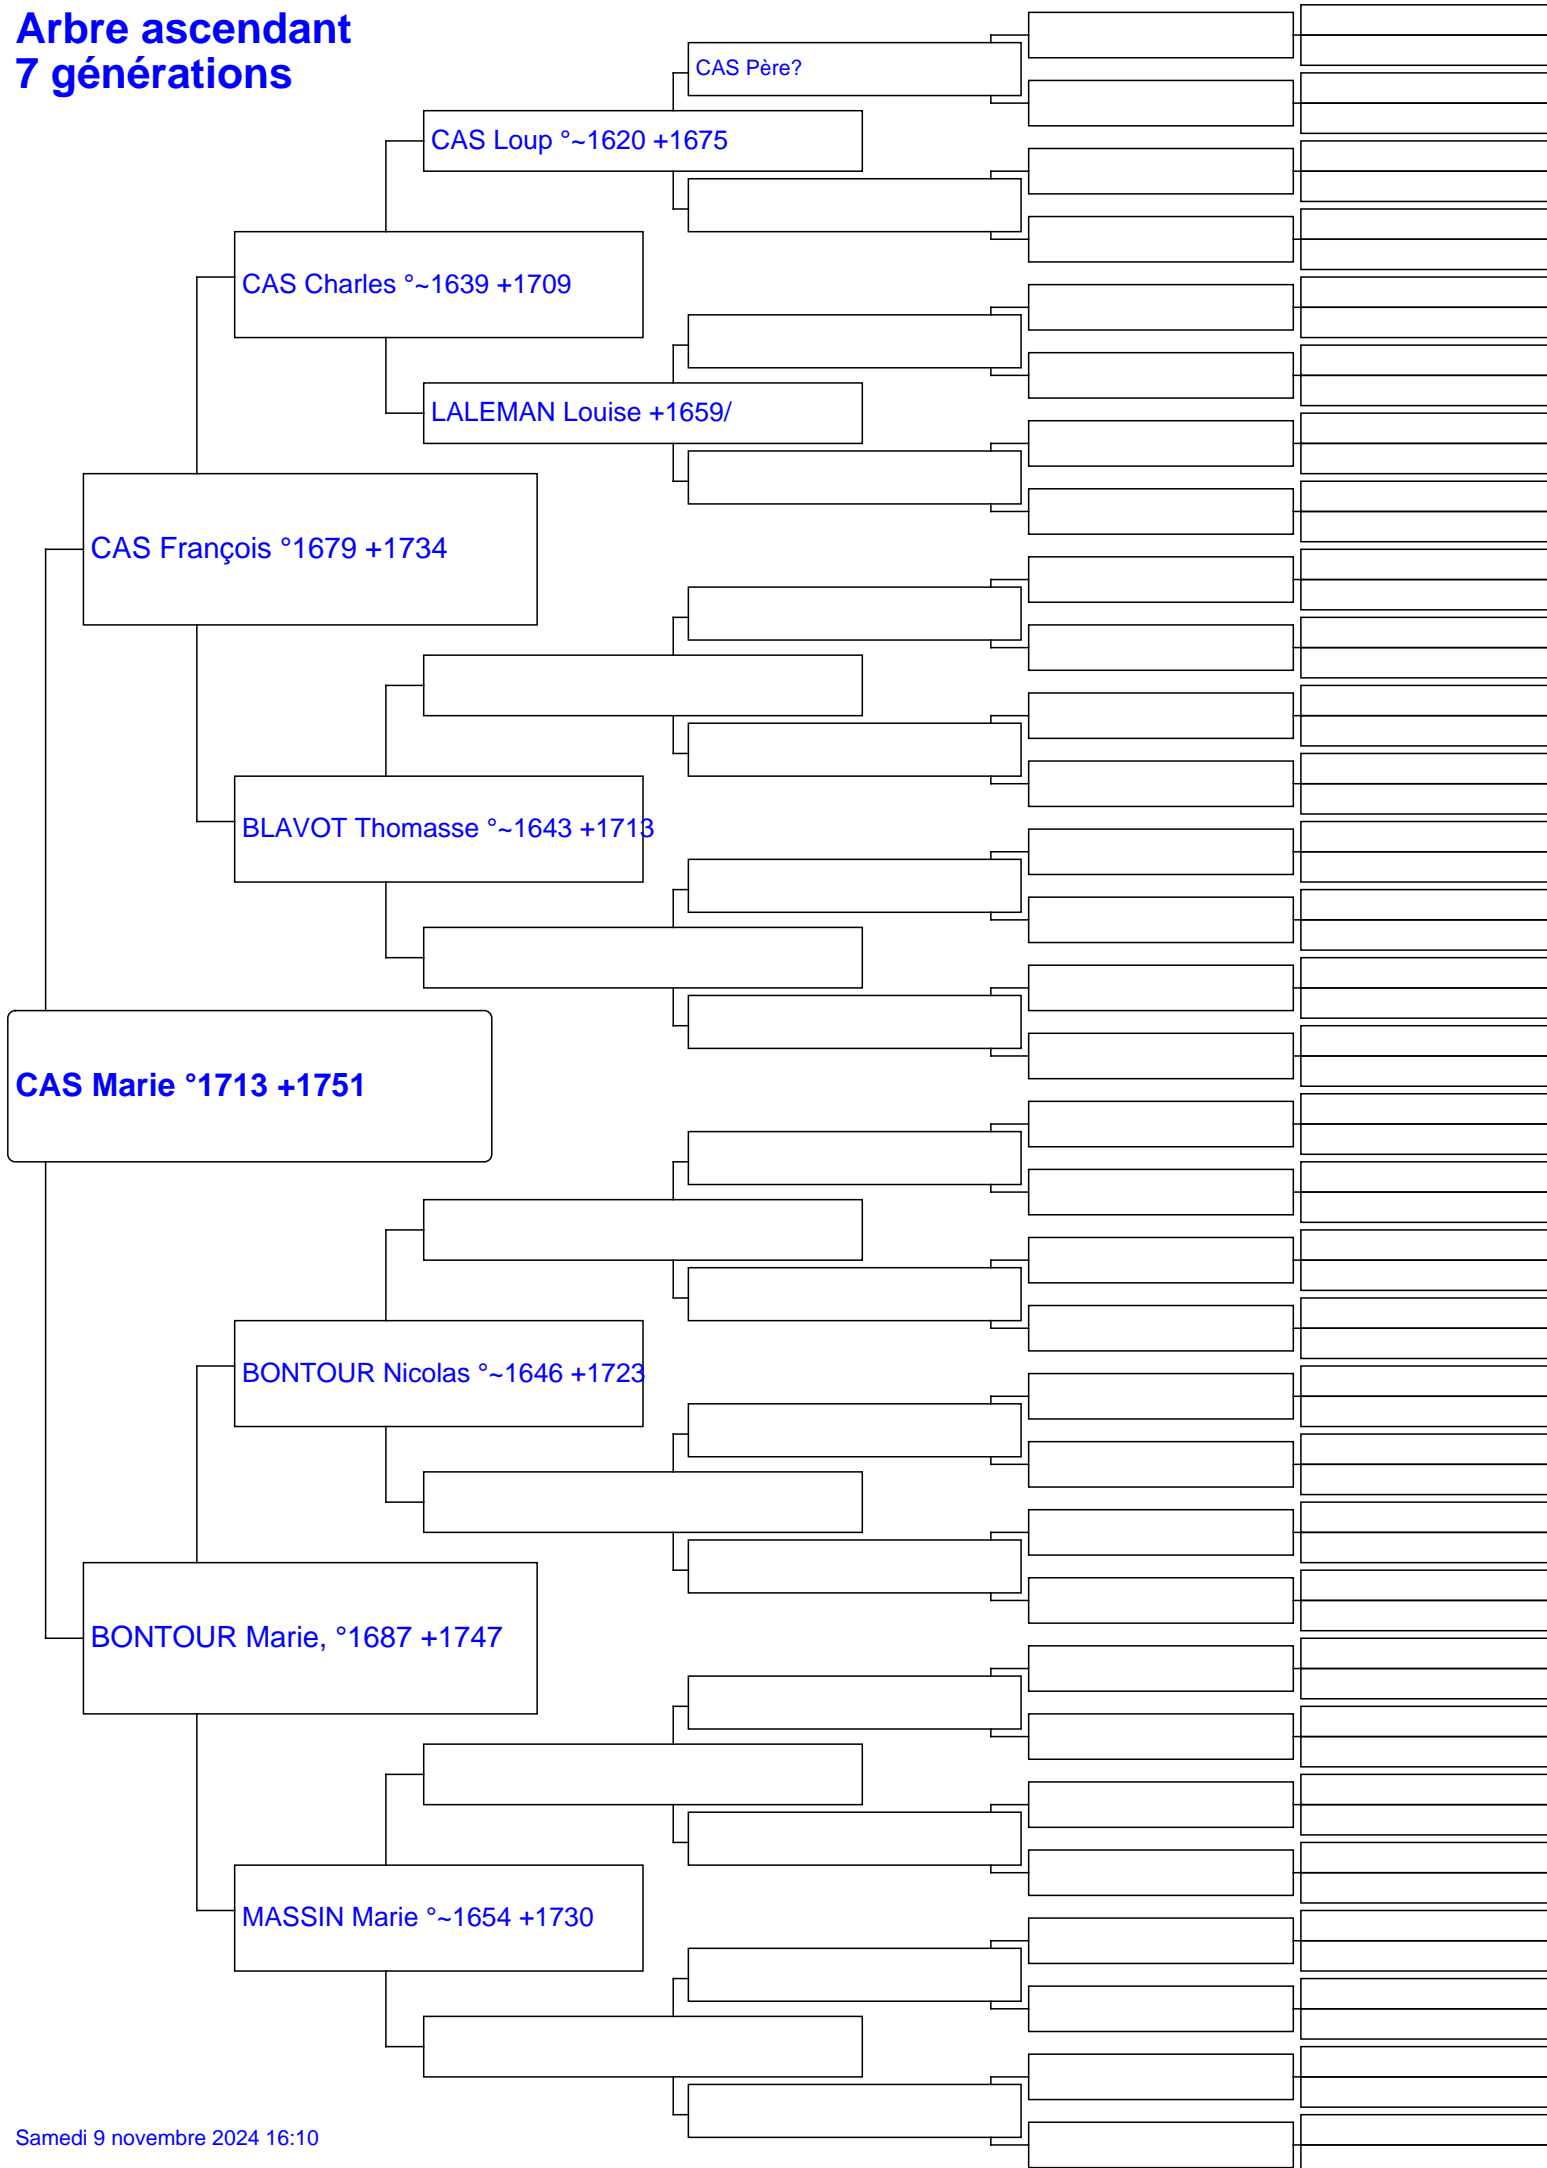 Arbre ascendant
7 générations
CAS Père?
CAS Loup °~1620 +1675
CAS Charles °~1639 +1709
LALEMAN Louise +1659/
CAS François °1679 +1734
BLAVOT Thomasse °~1643 +1713
CAS Marie °1713 +1751
BONTOUR Nicolas °~1646 +1723
BONTOUR Marie, °1687 +1747
MASSIN Marie °~1654 +1730
Samedi 9 novembre 2024 16:10